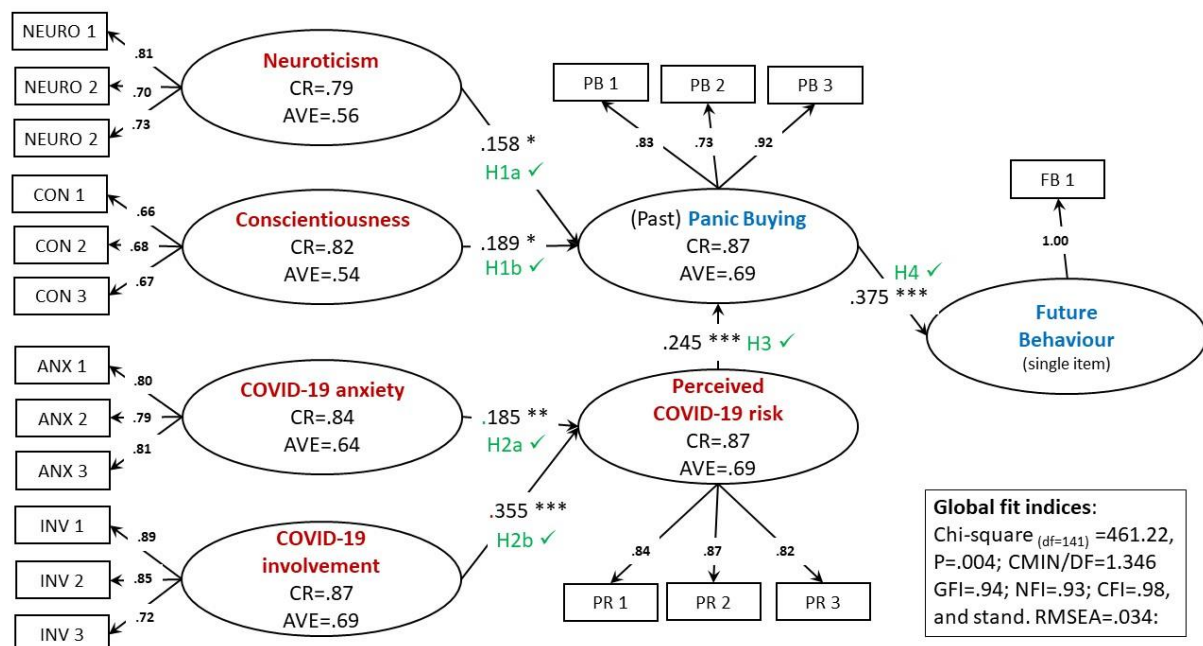 NEURO 1
.81
NEURO 2
.70
NEURO 2
.73
Neuroticism
CR=.79
AVE=.56
CON 1
.66
CON 2
.68
CON 3
.67
Conscientiousness
CR=.82
AVE=.54
ANX 1
.80
ANX 2
.79
ANX 3
.81
COVID-19 anxiety
CR=.84
AVE=.64
INV 1
.89
INV 2
.85
INV 3
.72
COVID-19
involvement
CR=.87
AVE=.69
.158 *
H1a ✓
.189 *
H1b ✓
.185 **
H2a ✓
.355 ***
H2b ✓
PB 1
PB 2
PB 3
.83
.73
.92
(Past) Panic Buying
CR=.87
AVE=.69
.245 *** H3 ✓
Perceived
COVID-19 risk
CR=.87
AVE=.69
.84
.87
.82
PR 1
PR 2
PR 3
H4 ✓
.375 ***
FB 1
1.00
Future
Behaviour
(single item)
Global fit indices:
Chi-square (df=141) =461.22,
P=.004; CMIN/DF=1.346
GFI=.94; NFI=.93; CFI=.98,
and stand. RMSEA=.034: